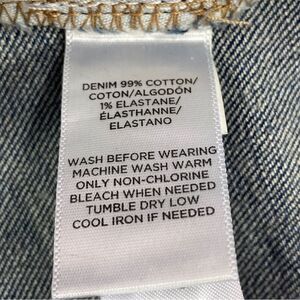 DENIM 99% COTTON/
COTON/ALGODÓN
1% ELASTANE/
ÉLASTHANNE/
ELASTANO
WASH BEFORE WEARING
MACHINE WASH WARM
ONLY NON-CHLORINE
BLEACH WHEN NEEDED
TUMBLE DRY LOW
COOL IRON IF NEEDED